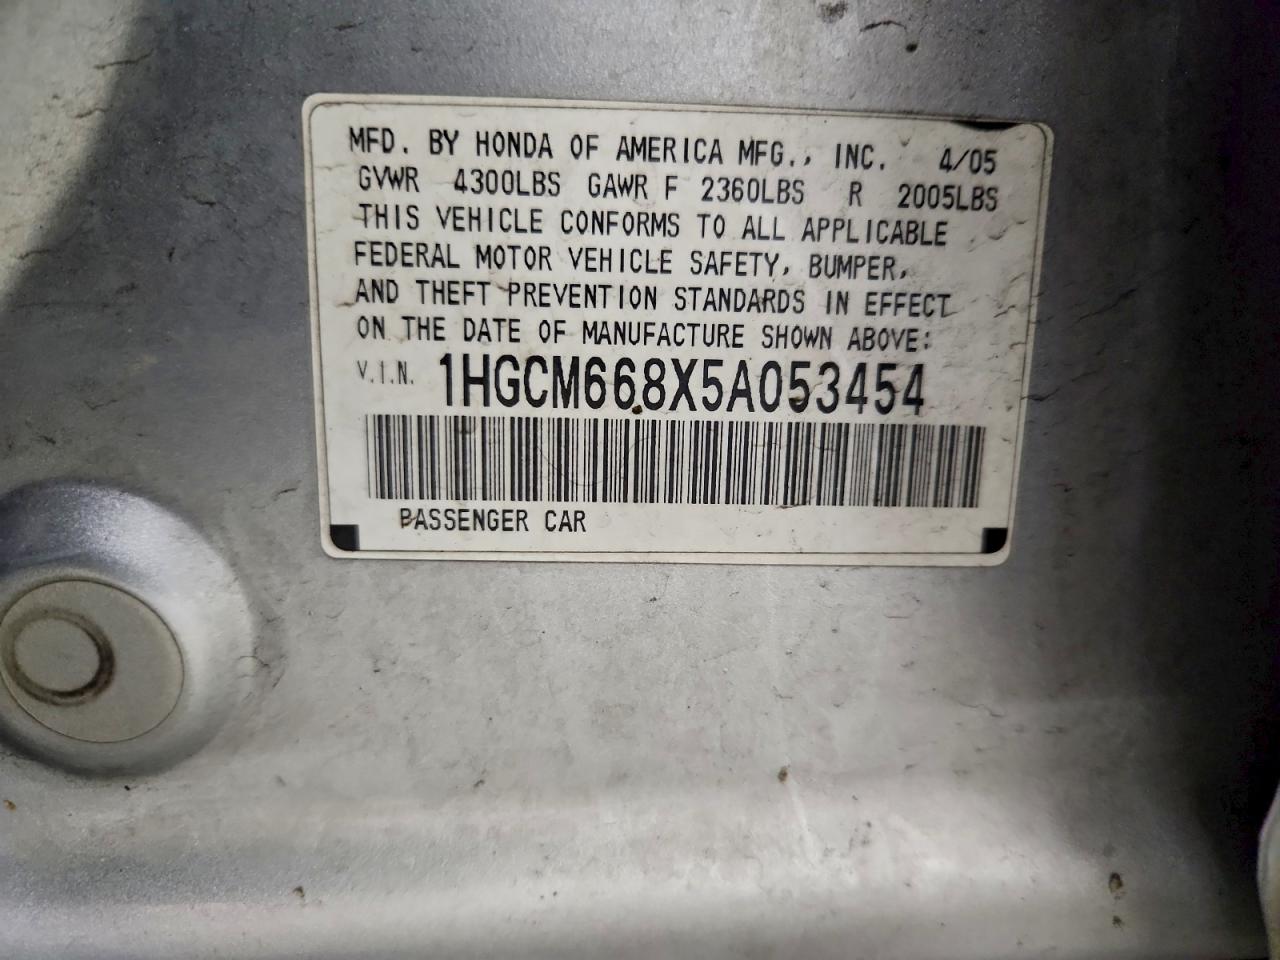 MFD. BY HONDA OF AMERICA MFG., INC. 4/05
GVWR 4300LBS GAWR F 2360LBS R 2005LBS
THIS VEHICLE CONFORMS TO ALL APPLICABLE
FEDERAL MOTOR VEHICLE SAFETY, BUMPER,
AND THEFT PREVENTION STANDARDS IN EFFECT
ON THE DATE OF MANUFACTURE SHOWN ABOVE:
V.I.N. 1HGCM668X5A053454
PASSENGER CAR